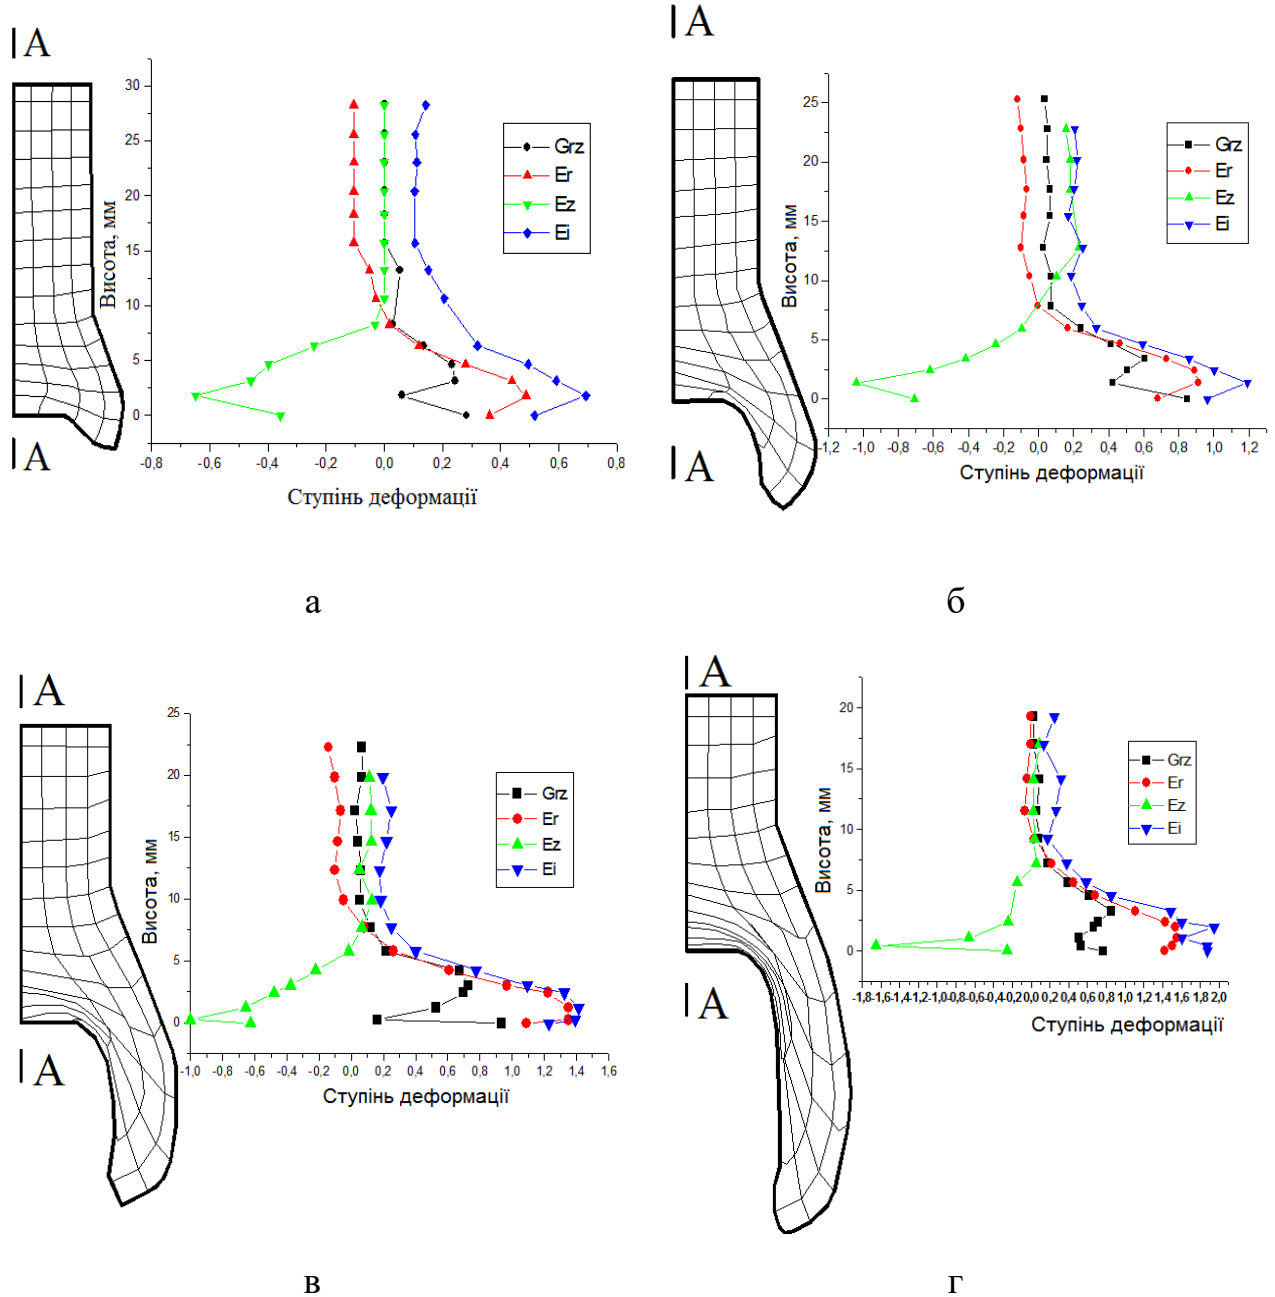 A
A
Висота, мм
30
25
20
15
10
5
0
-0,8
-0,6
-0,4
-0,2
0,0
0,2
0,4
0,6
0,8
Ступінь деформації
Grz
Er
Ez
Ei
а
A
A
Висота, мм
25
20
15
10
5
0
-1,2
-1,0
-0,8
-0,6
-0,4
-0,2
0,0
0,2
0,4
0,6
0,8
1,0
1,2
Ступінь деформації
Grz
Er
Ez
Ei
б
A
A
Висота, мм
25
20
15
10
5
0
-1,0
-0,8
-0,6
-0,4
-0,2
0,0
0,2
0,4
0,6
0,8
1,0
1,2
1,4
1,6
Ступінь деформації
Grz
Er
Ez
Ei
в
A
A
Висота, мм
20
15
10
5
0
-1,8
-1,6
-1,4
-1,2
-1,0
-0,8
-0,6
-0,4
-0,2
0,0
0,2
0,4
0,6
0,8
1,0
1,2
1,4
1,6
1,8
2,0
Ступінь деформації
Grz
Er
Ez
Ei
г